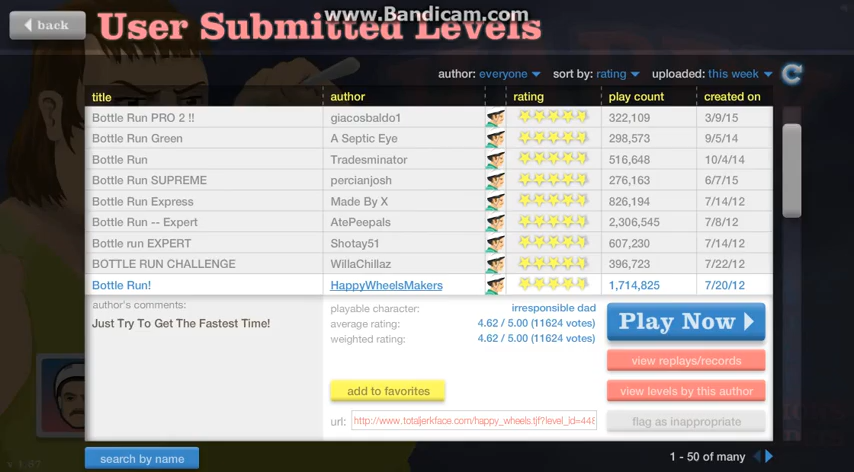 www.Bandicam.com
back
User Submitted Levels
author: everyone sort by: rating uploaded: this week
title author rating play count created on
Bottle Run PRO 2 !! giacosbaldo1 322,109 3/9/15
Bottle Run Green A Septic Eye 298,573 9/5/14
Bottle Run Tradesminator 516,648 10/4/14
Bottle Run SUPREME percianjosh 276,163 6/7/15
Bottle Run Express Made By X 826,194 7/14/12
Bottle Run -- Expert AtePeepals 2,306,545 7/8/12
Bottle run EXPERT Shotay51 607,230 7/14/12
BOTTLE RUN CHALLENGE WillaChillaz 396,723 7/22/12
Bottle Run! HappyWheelsMakers 1,714,825 7/20/12
author's comments:
Just Try To Get The Fastest Time!
playable character: irresponsible dad
average rating: 4.62 / 5.00 (11624 votes)
weighted rating: 4.62 / 5.00 (11624 votes)
Play Now
view replays/records
add to favorites
view levels by this author
url: http://www.totaljerkface.com/happy_wheels.tjf?level_id=448
flag as inappropriate
search by name
1 - 50 of many